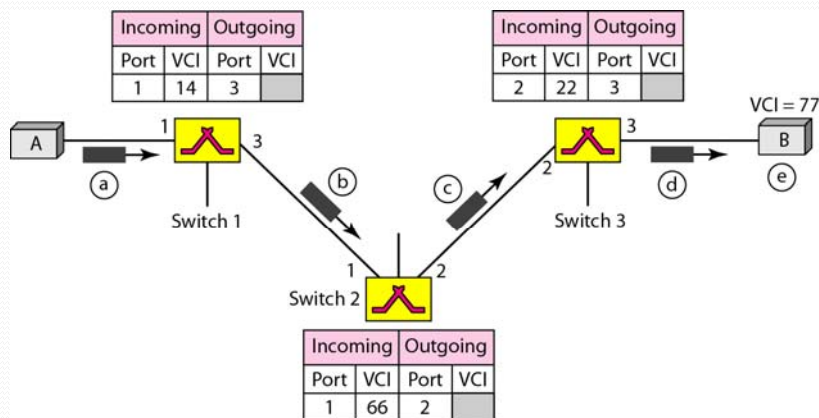 Incoming Outgoing
Port VCI Port VCI
1 14 3
Incoming Outgoing
Port VCI Port VCI
2 22 3
VCI = 77
A
1
3
a
Switch 1
b
c
2
3
Switch 3
d
B
e
1
2
Switch 2
Incoming Outgoing
Port VCI Port VCI
1 66 2